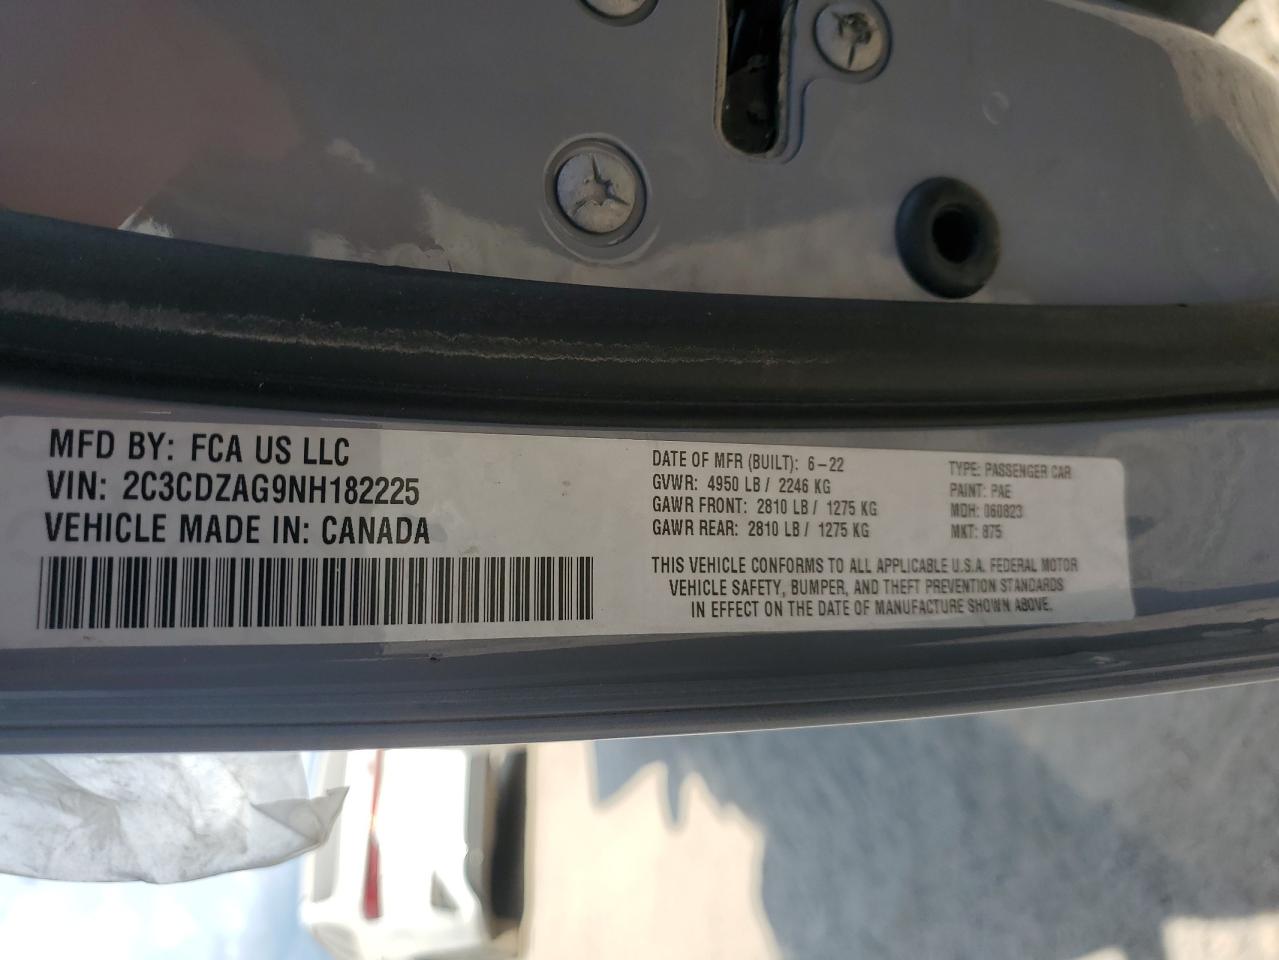 MFD BY: FCA US LLC
VIN: 2C3CDZAG9NH182225
VEHICLE MADE IN: CANADA
DATE OF MFR (BUILT): 6-22
GVWR: 4950 LB / 2246 KG
GAWR FRONT: 2810 LB / 1275 KG
GAWR REAR: 2810 LB / 1275 KG
TYPE: PASSENGER CAR
PAINT: PAE
MDH: 060823
MKT: 875
THIS VEHICLE CONFORMS TO ALL APPLICABLE U.S.A. FEDERAL MOTOR
VEHICLE SAFETY, BUMPER, AND THEFT PREVENTION STANDARDS
IN EFFECT ON THE DATE OF MANUFACTURE SHOWN ABOVE.